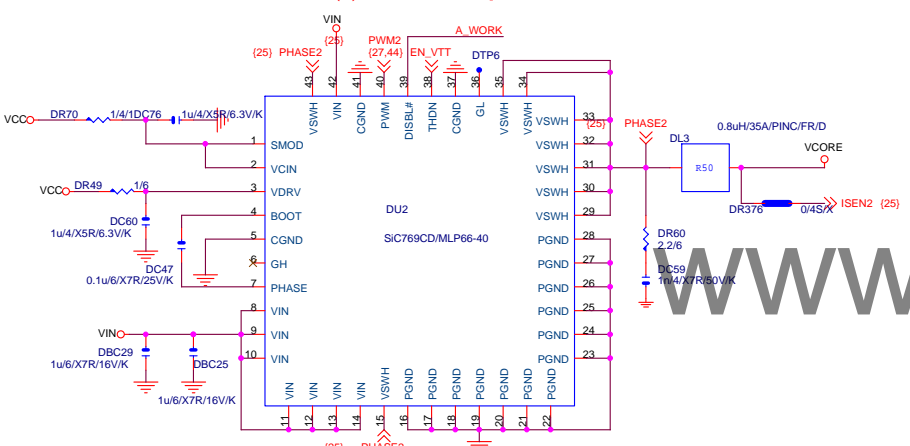 VIN
{25} PHASE2
{25}
PWM2
{27,44}
A_WORK
EN_VTT
DTP6
43
42
41
40
39
38
37
36
35
34
VSWH
VIN
CGND
PWM
DISBL#
THDN
CGND
GL
VSWH
VSWH
VCC
DR70
1/4/1
DC76
1u/4/X5R/6.3V/K
1
SMOD
2
VCIN
VCC
DR49
1/6
3
VDRV
DC60
1u/4/X5R/6.3V/K
4
BOOT
5
CGND
6
GH
DC47
0.1u/6/X7R/25V/K
7
PHASE
8
VIN
VIN
9
VIN
10
VIN
DBC29
1u/6/X7R/16V/K
DBC25
1u/6/X7R/16V/K
DU2
SiC769CD/MLP66-40
VSWH
33
{25}
PHASE2
VSWH
32
VSWH
31
VSWH
30
VSWH
29
PGND
28
PGND
27
PGND
26
PGND
25
PGND
24
PGND
23
DL3
0.8uH/35A/PINC/FR/D
R50
VCORE
DR376
0/4S/X
ISEN2 {25}
DR60
2.2/6
DC59
1n/4/X7R/50V/K
www
VIN
VIN
VIN
VIN
VSWH
PGND
PGND
PGND
PGND
PGND
PGND
PGND
11
12
13
14
15
16
17
18
19
20
21
22
{25} PHASE2